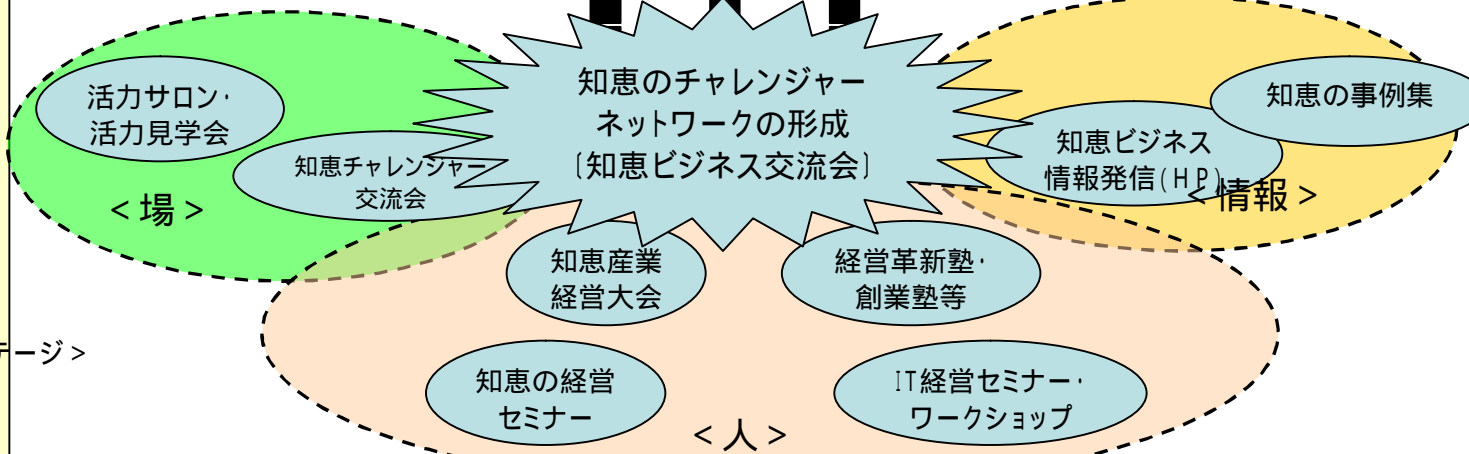 知恵のチャレンジャー
ネットワークの形成
〔知恵ビジネス交流会〕
活力サロン・
活力見学会
知恵チャレンジャー
交流会
<場>
知恵の事例集
知恵ビジネス
情報発信(HP)
<情報>
知恵産業
経営大会
経営革新塾・
創業塾等
知恵の経営
セミナー
IT経営セミナー・
ワークショップ
<人>
テージ>